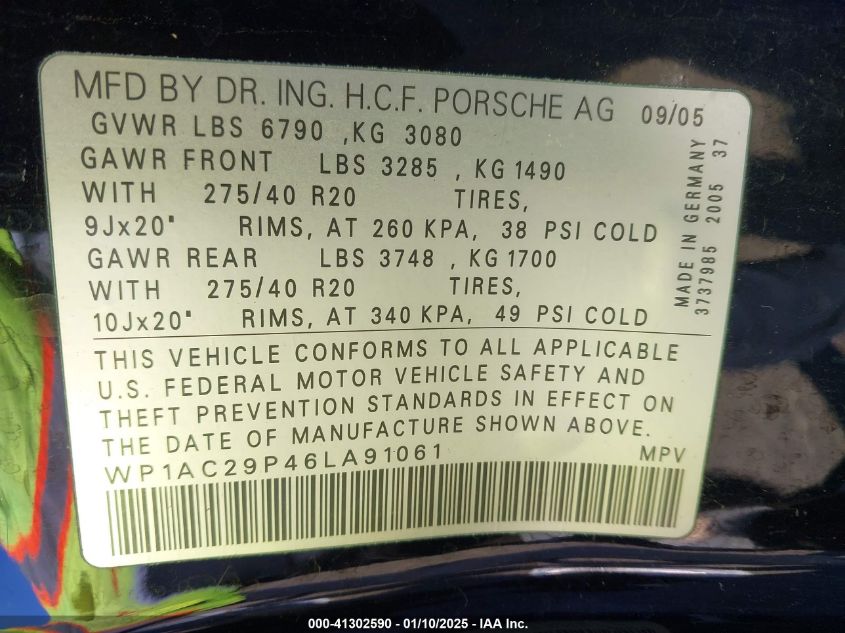 MFD BY DR. ING. H.C.F. PORSCHE AG 09/05
GVWR LBS 6790 ,KG 3080
GAWR FRONT LBS 3285 , KG 1490
WITH 275/40 R20 TIRES,
9Jx20" RIMS, AT 260 KPA, 38 PSI COLD
GAWR REAR LBS 3748 , KG 1700
WITH 275/40 R20 TIRES,
10Jx20" RIMS, AT 340 KPA, 49 PSI COLD
MADE IN GERMANY
3737985 2005 37
THIS VEHICLE CONFORMS TO ALL APPLICABLE
U.S. FEDERAL MOTOR VEHICLE SAFETY AND
THEFT PREVENTION STANDARDS IN EFFECT ON
THE DATE OF MANUFACTURE SHOWN ABOVE.
WP1AC29P46LA91061 MPV
000-41302590 - 01/10/2025 - IAA Inc.